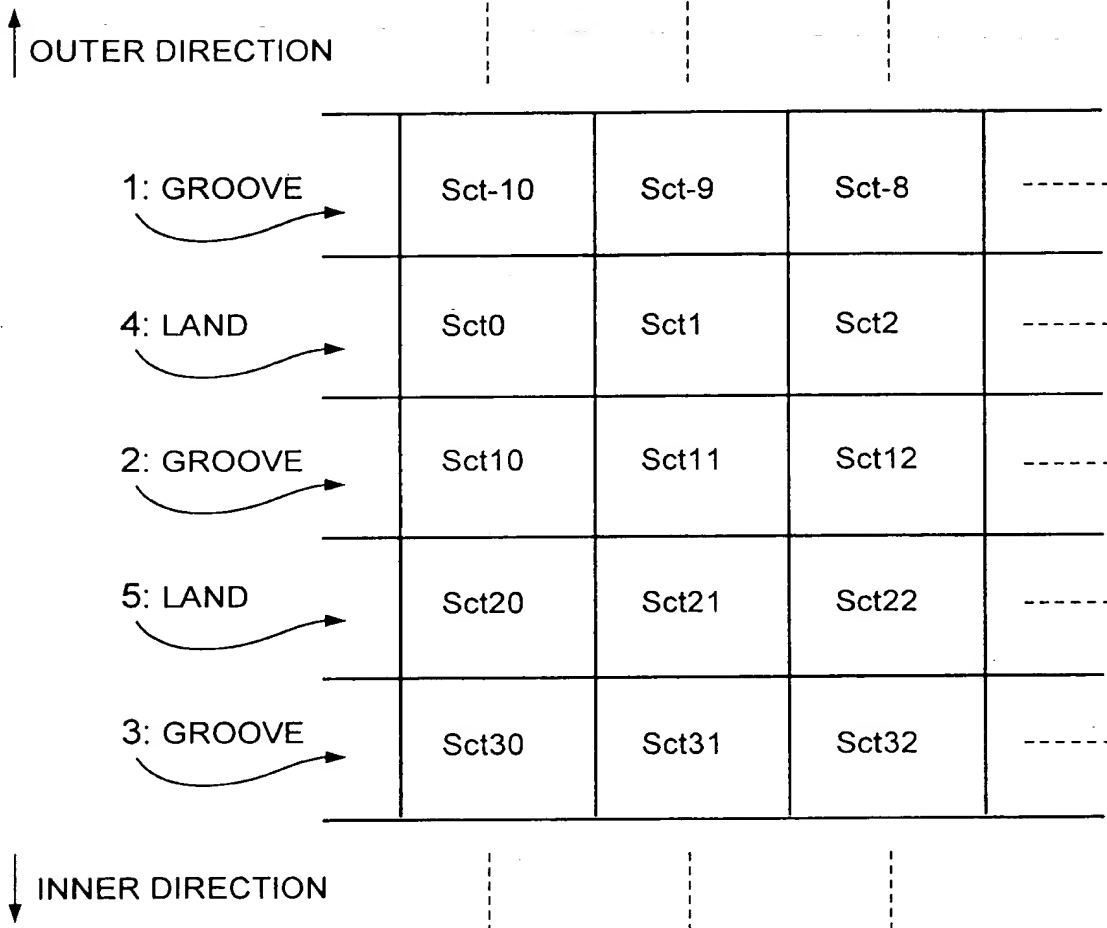 OUTER DIRECTION
1: GROOVE Sct-10 Sct-9 Sct-8
4: LAND Sct0 Sct1 Sct2
2: GROOVE Sct10 Sct11 Sct12
5: LAND Sct20 Sct21 Sct22
3: GROOVE Sct30 Sct31 Sct32
INNER DIRECTION